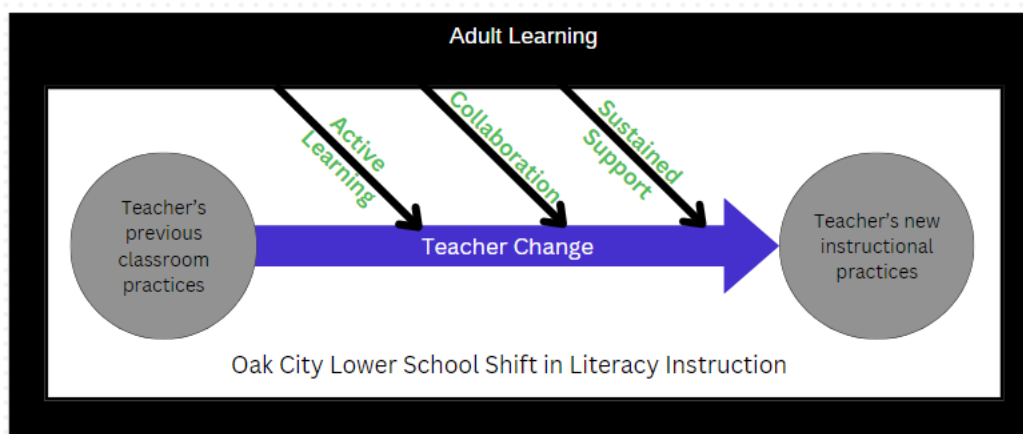 Adult Learning
Active
Learning
Collaboration
Sustained
Support
Teacher's
previous
classroom
practices
Teacher Change
Teacher's new
instructional
practices
Oak City Lower School Shift in Literacy Instruction